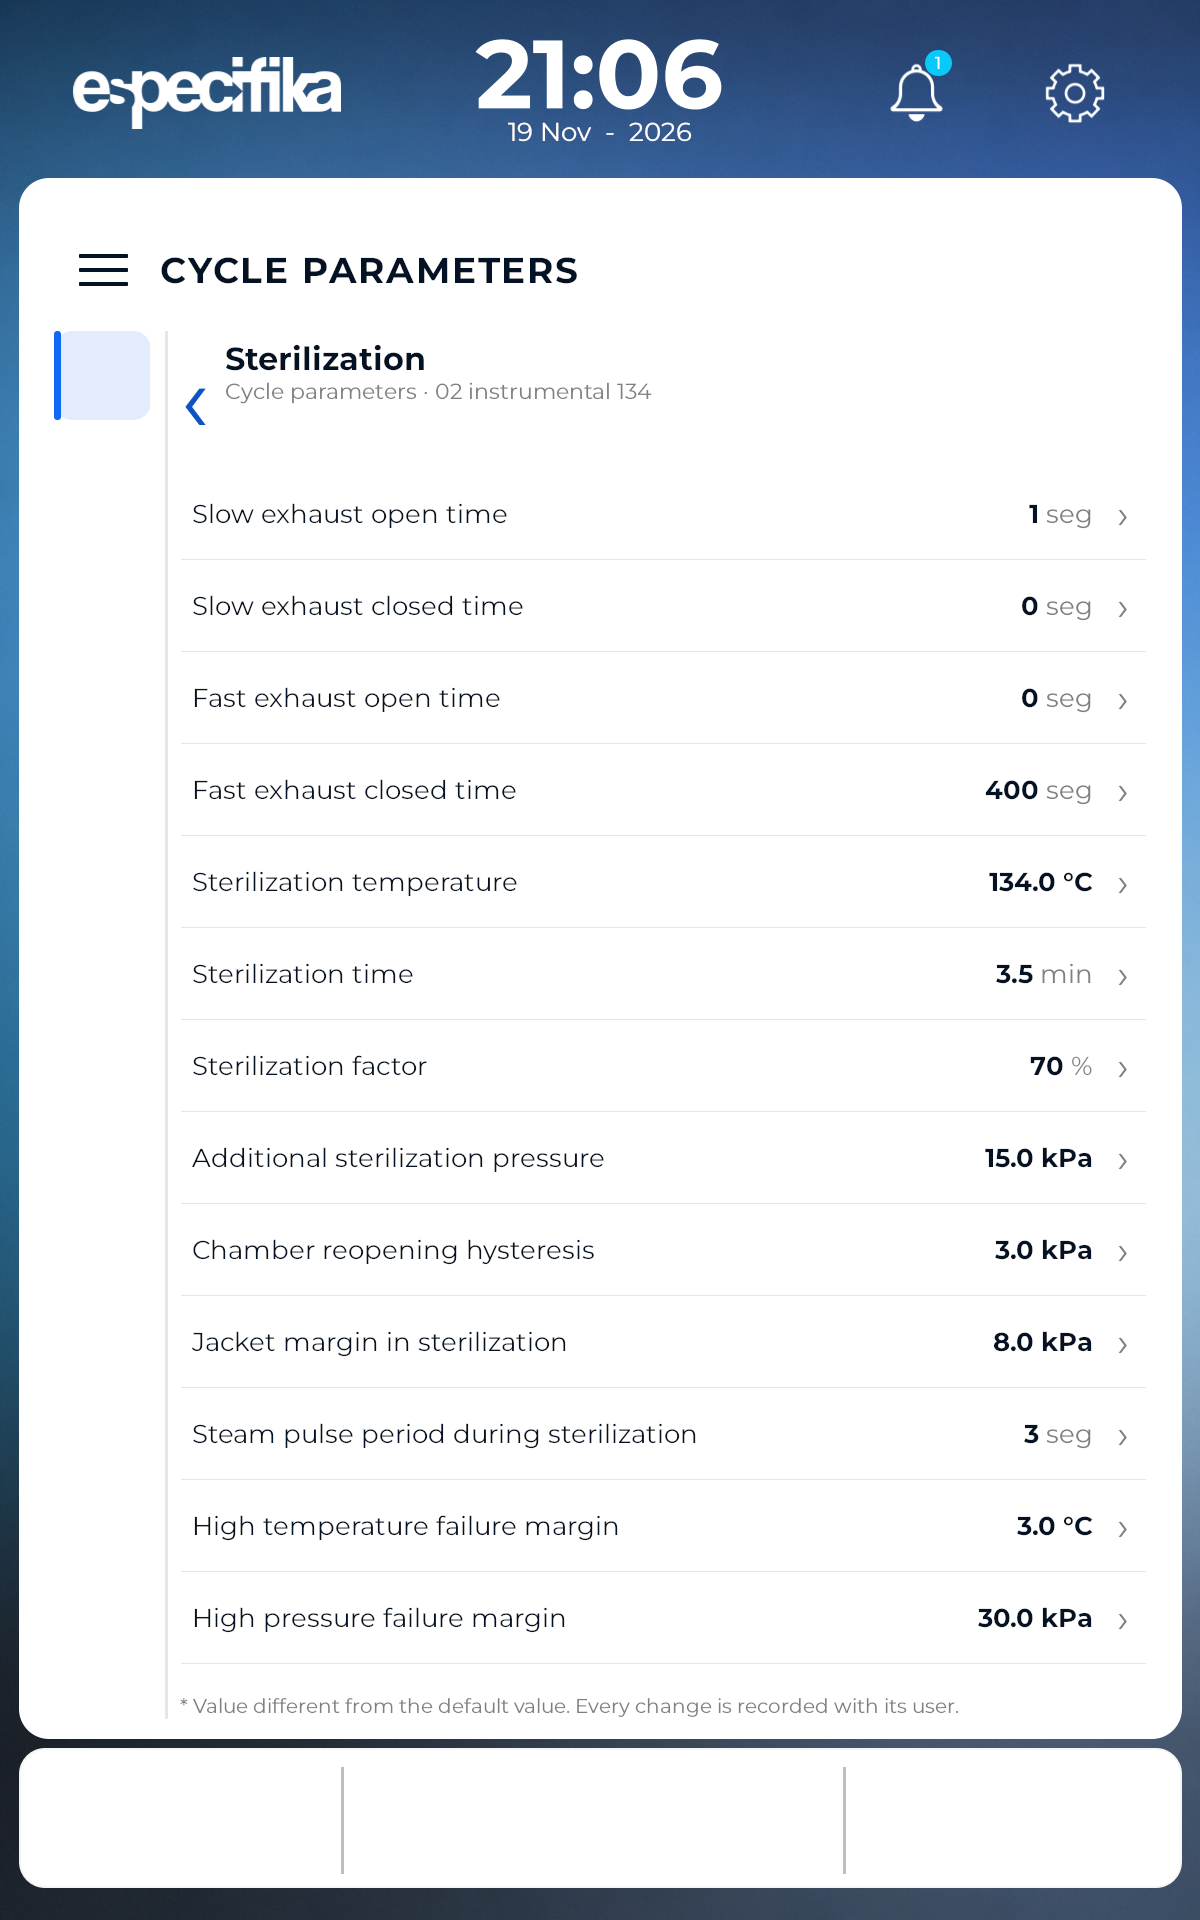 especifika
21:06
19 Nov - 2026
1
CYCLE PARAMETERS
Sterilization
Cycle parameters · 02 instrumental 134
Slow exhaust open time 1 seg
Slow exhaust closed time 0 seg
Fast exhaust open time 0 seg
Fast exhaust closed time 400 seg
Sterilization temperature 134.0 °C
Sterilization time 3.5 min
Sterilization factor 70 %
Additional sterilization pressure 15.0 kPa
Chamber reopening hysteresis 3.0 kPa
Jacket margin in sterilization 8.0 kPa
Steam pulse period during sterilization 3 seg
High temperature failure margin 3.0 °C
High pressure failure margin 30.0 kPa
* Value different from the default value. Every change is recorded with its user.